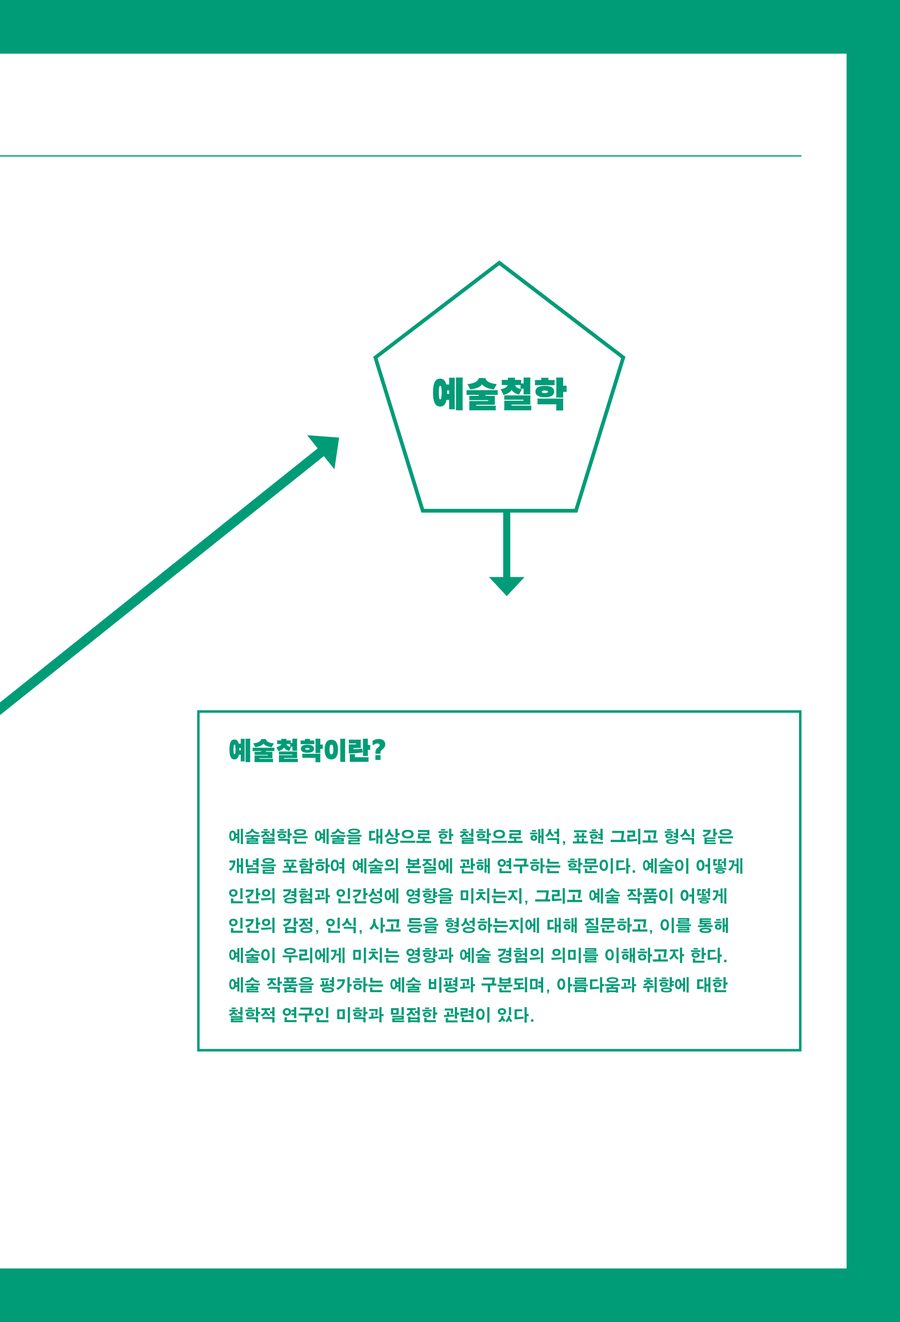 예술철학
예술철학이란?
예술철학은 예술을 대상으로 한 철학으로 해석, 표현 그리고 형식 같은
개념을 포함하여 예술의 본질에 관해 연구하는 학문이다. 예술이 어떻게
인간의 경험과 인간성에 영향을 미치는지, 그리고 예술 작품이 어떻게
인간의 감정, 인식, 사고 등을 형성하는지에 대해 질문하고, 이를 통해
예술이 우리에게 미치는 영향과 예술 경험의 의미를 이해하고자 한다.
예술 작품을 평가하는 예술 비평과 구분되며, 아름다움과 취향에 대한
철학적 연구인 미학과 밀접한 관련이 있다.